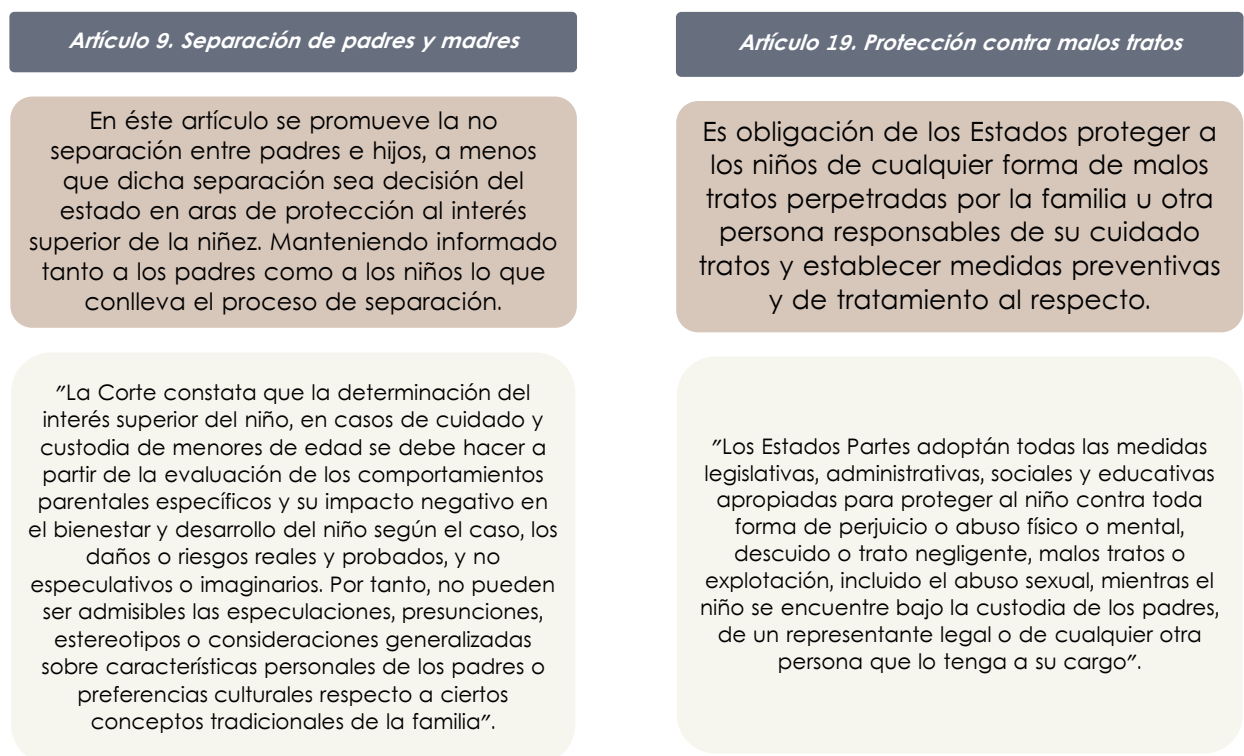 Artículo 9. Separación de padres y madres
En éste artículo se promueve la no
separación entre padres e hijos, a menos
que dicha separación sea decisión del
estado en aras de protección al interés
superior de la niñez. Manteniendo informado
tanto a los padres como a los niños lo que
conlleva el proceso de separación.
"La Corte constata que la determinación del
interés superior del niño, en casos de cuidado y
custodia de menores de edad se debe hacer a
partir de la evaluación de los comportamientos
parentales específicos y su impacto negativo en
el bienestar y desarrollo del niño según el caso, los
daños o riesgos reales y probados, y no
especulativos o imaginarios. Por tanto, no pueden
ser admisibles las especulaciones, presunciones,
estereotipos o consideraciones generalizadas
sobre características personales de los padres o
preferencias culturales respecto a ciertos
conceptos tradicionales de la familia".
Artículo 19. Protección contra malos tratos
Es obligación de los Estados proteger a
los niños de cualquier forma de malos
tratos perpetradas por la familia u otra
persona responsables de su cuidado
tratos y establecer medidas preventivas
y de tratamiento al respecto.
"Los Estados Partes adoptán todas las medidas
legislativas, administrativas, sociales y educativas
apropiadas para proteger al niño contra toda
forma de perjuicio o abuso físico o mental,
descuido o trato negligente, malos tratos o
explotación, incluido el abuso sexual, mientras el
niño se encuentre bajo la custodia de los padres,
de un representante legal o de cualquier otra
persona que lo tenga a su cargo".